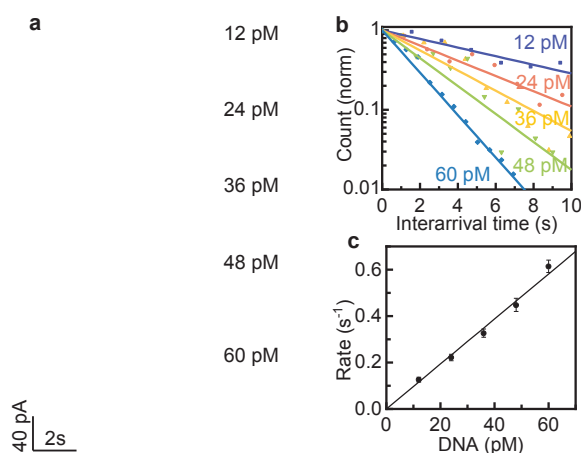 a
12 pM
24 pM
36 pM
48 pM
60 pM
40 pA
2s
b
Count (norm)
1
0.1
0.01
12 pM
24 pM
36 pM
48 pM
60 pM
0 2 4 6 8 10
Interarrival time (s)
c
Rate (s⁻¹)
0.6
0.4
0.2
0.0
0 20 40 60
DNA (pM)